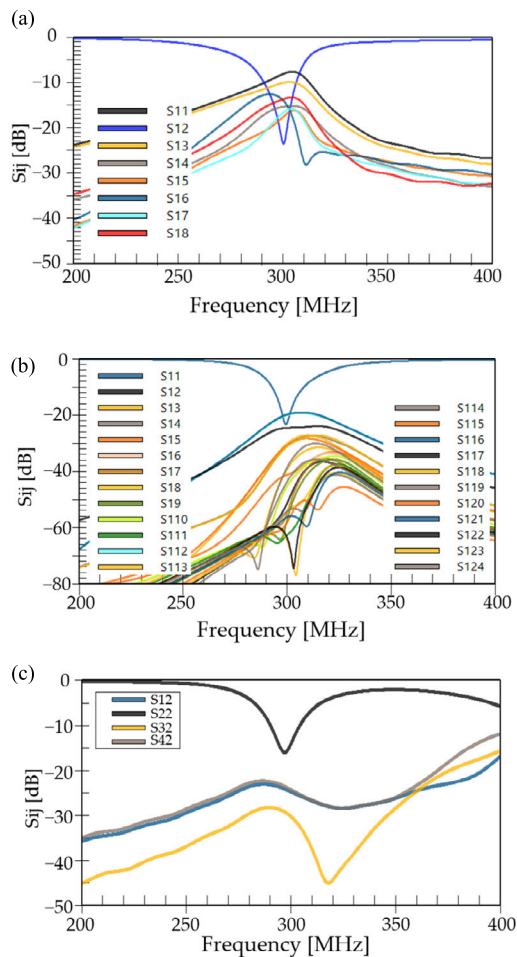 (a)
0
−10
−20
−30
−40
−50
Sij [dB]
S11
S12
S13
S14
S15
S16
S17
S18
200
250
300
350
400
Frequency [MHz]
(b)
0
−20
−40
−60
−80
Sij [dB]
S11
S12
S13
S14
S15
S16
S17
S18
S19
S110
S111
S112
S113
S114
S115
S116
S117
S118
S119
S120
S121
S122
S123
S124
200
250
300
350
400
Frequency [MHz]
(c)
0
−10
−20
−30
−40
−50
Sij [dB]
S12
S22
S32
S42
200
250
300
350
400
Frequency [MHz]